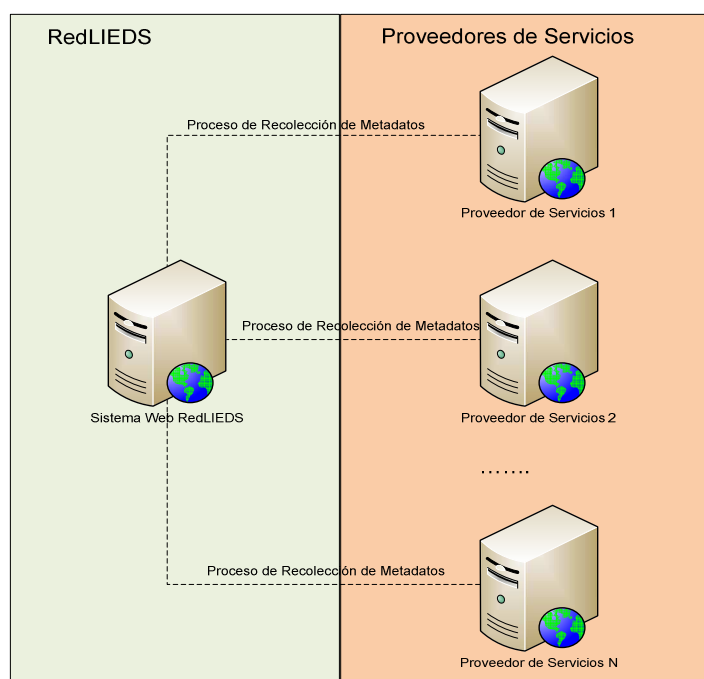 RedLIEDS
Proveedores de Servicios
Proceso de Recolección de Metadatos
Proveedor de Servicios 1
Proceso de Recolección de Metadatos
Sistema Web RedLIEDS
Proveedor de Servicios 2
.......
Proceso de Recolección de Metadatos
Proveedor de Servicios N